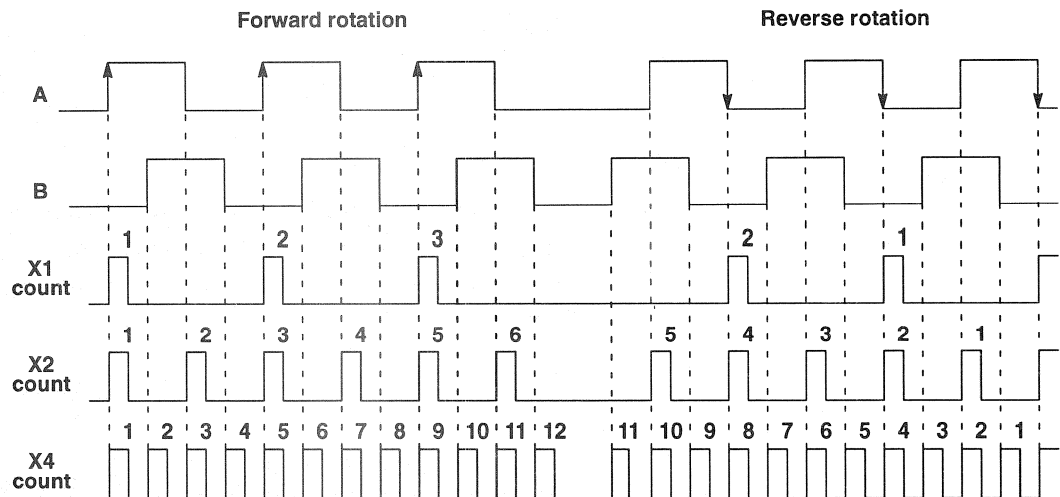 Forward rotation
Reverse rotation
A
B
1 2 3 2 1
X1
count
1 2 3 4 5 6 5 4 3 2 1
X2
count
1 2 3 4 5 6 7 8 9 10 11 12 11 10 9 8 7 6 5 4 3 2 1
X4
count